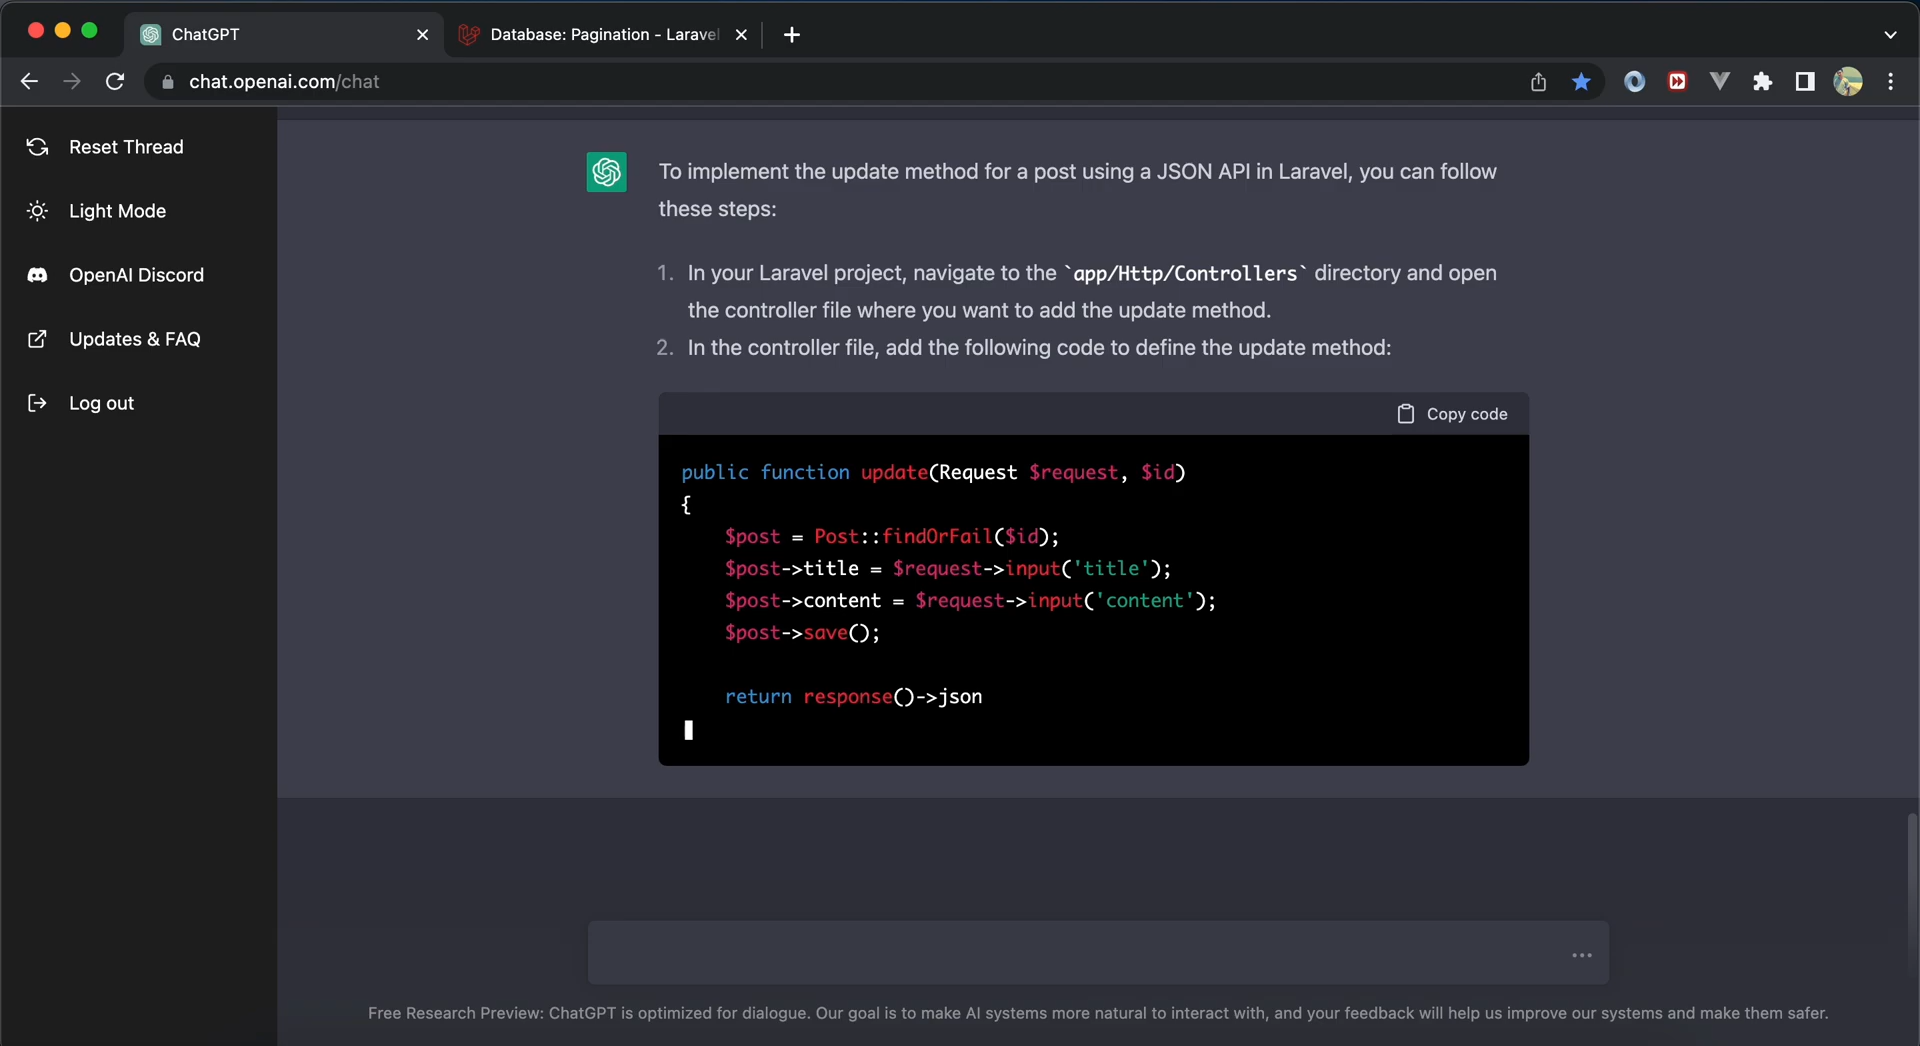 ChatGPT
Database: Pagination - Laravel
chat.openai.com/chat
Reset Thread
Light Mode
OpenAI Discord
Updates & FAQ
Log out
To implement the update method for a post using a JSON API in Laravel, you can follow
these steps:
1. In your Laravel project, navigate to the `app/Http/Controllers` directory and open
the controller file where you want to add the update method.
2. In the controller file, add the following code to define the update method:
Copy code
public function update(Request $request, $id)
{
$post = Post::findOrFail($id);
$post->title = $request->input('title');
$post->content = $request->input('content');
$post->save();
return response()->json
Free Research Preview: ChatGPT is optimized for dialogue. Our goal is to make AI systems more natural to interact with, and your feedback will help us improve our systems and make them safer.